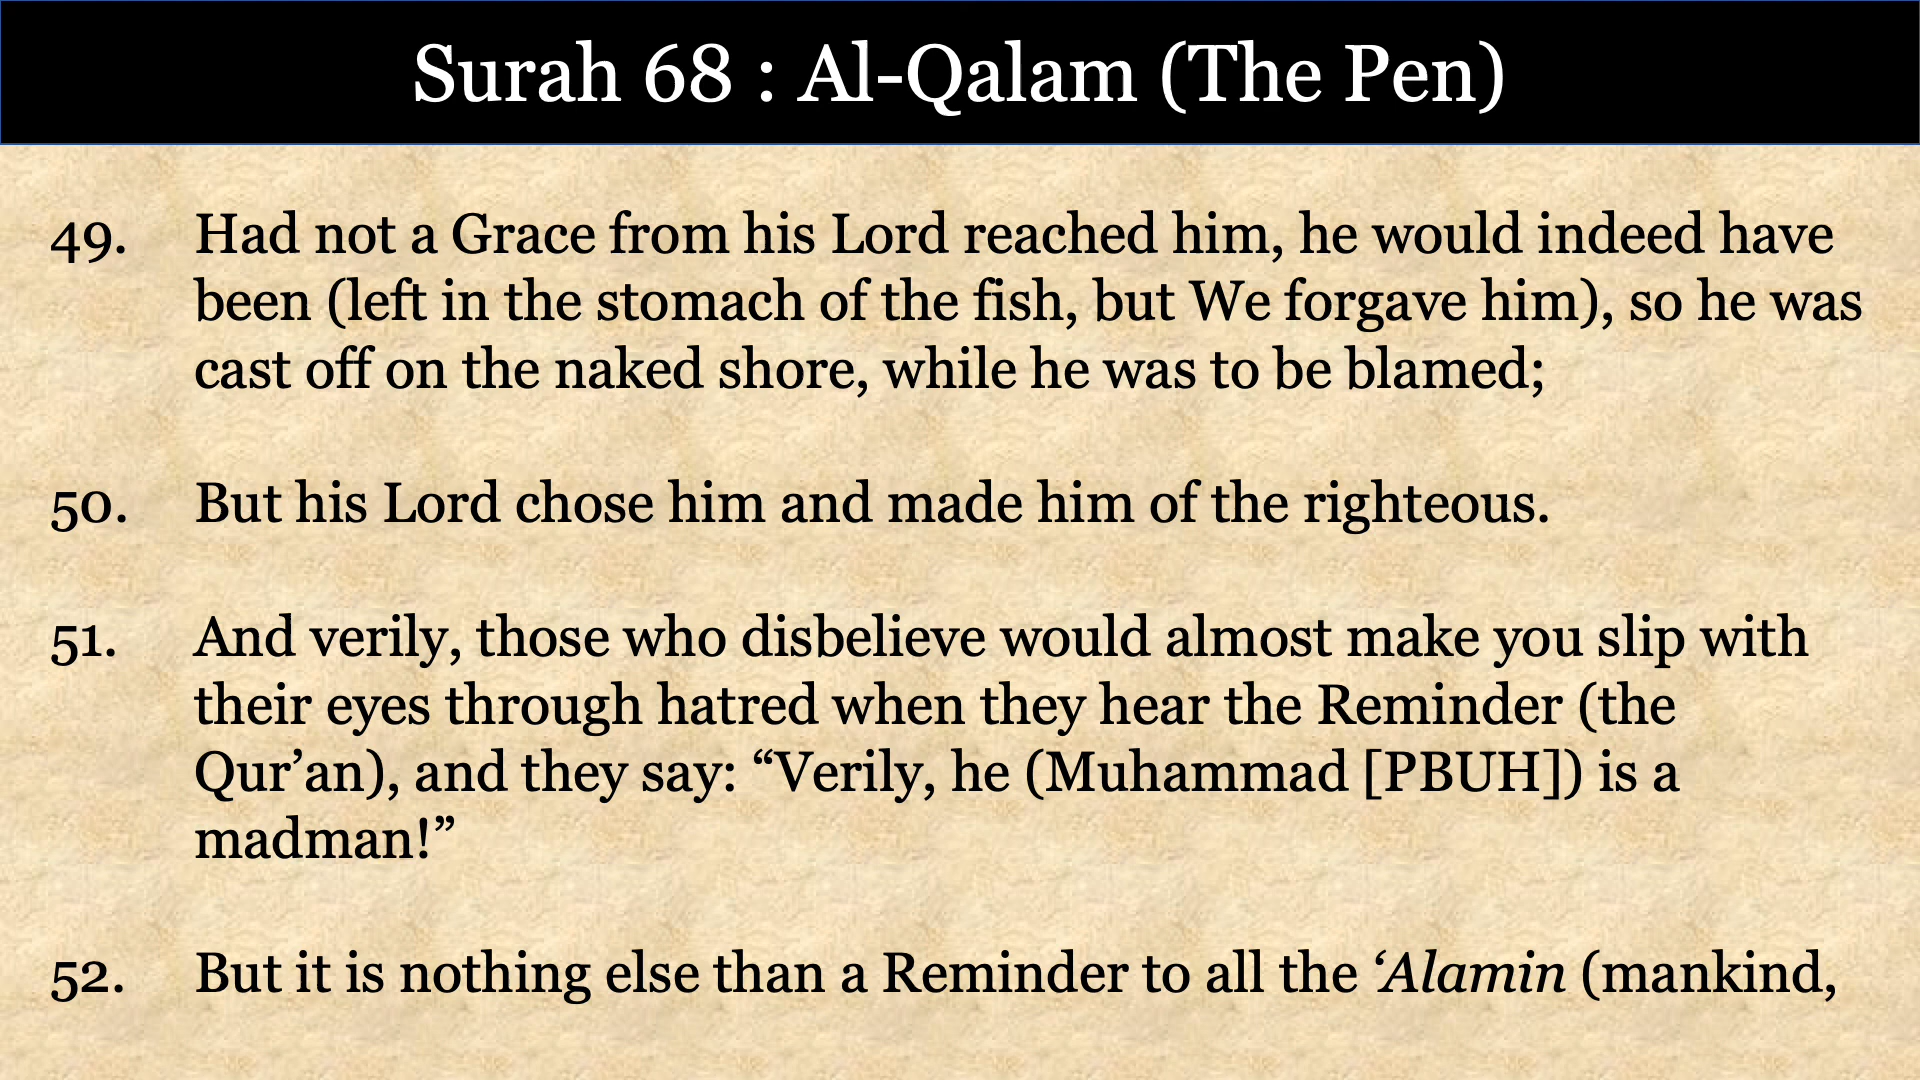 Surah 68 : Al-Qalam (The Pen)
49. Had not a Grace from his Lord reached him, he would indeed have
been (left in the stomach of the fish, but We forgave him), so he was
cast off on the naked shore, while he was to be blamed;
50. But his Lord chose him and made him of the righteous.
51. And verily, those who disbelieve would almost make you slip with
their eyes through hatred when they hear the Reminder (the
Qur’an), and they say: “Verily, he (Muhammad [PBUH]) is a
madman!”
52. But it is nothing else than a Reminder to all the ‘Alamin (mankind,